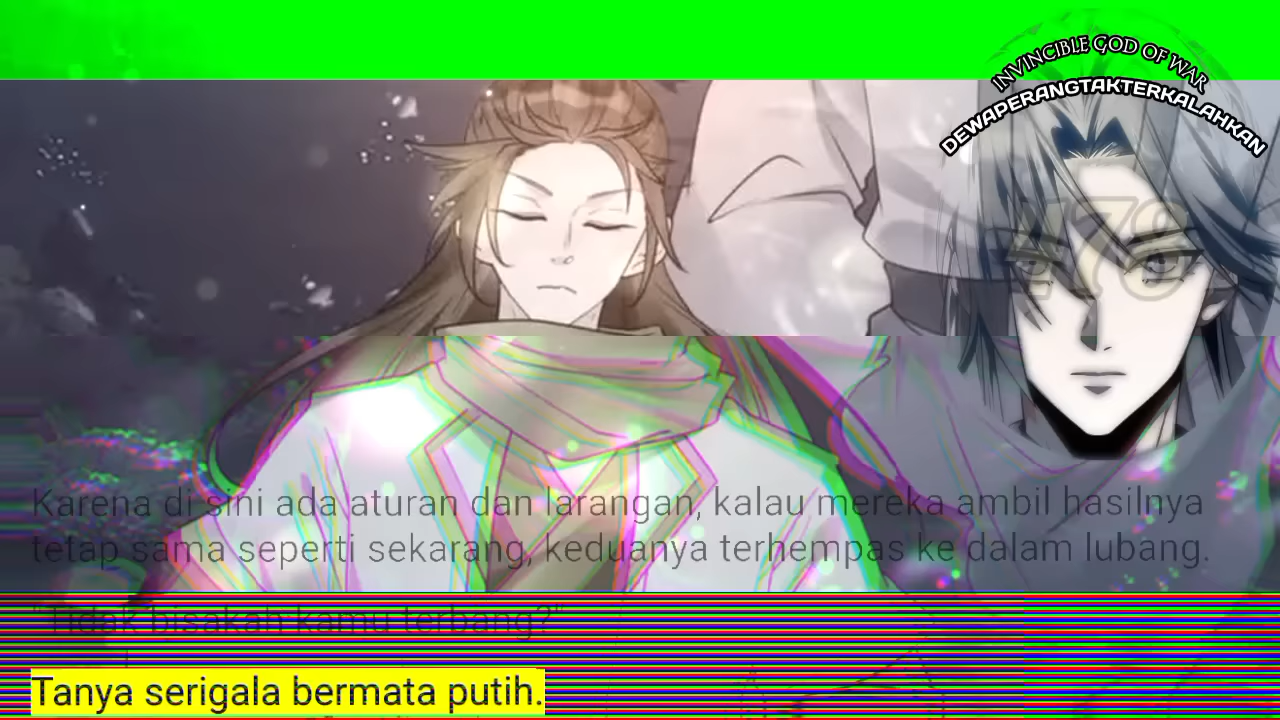 INVINCIBLE GOD OF WAR
DEWAPERANGTAKTERKALAHKAN
478
Karena di sini ada aturan dan larangan, kalau mereka ambil hasilnya
tetap sama seperti sekarang, keduanya terhempas ke dalam lubang.
"Tidak bisakah kamu terbang?"
Tanya serigala bermata putih.